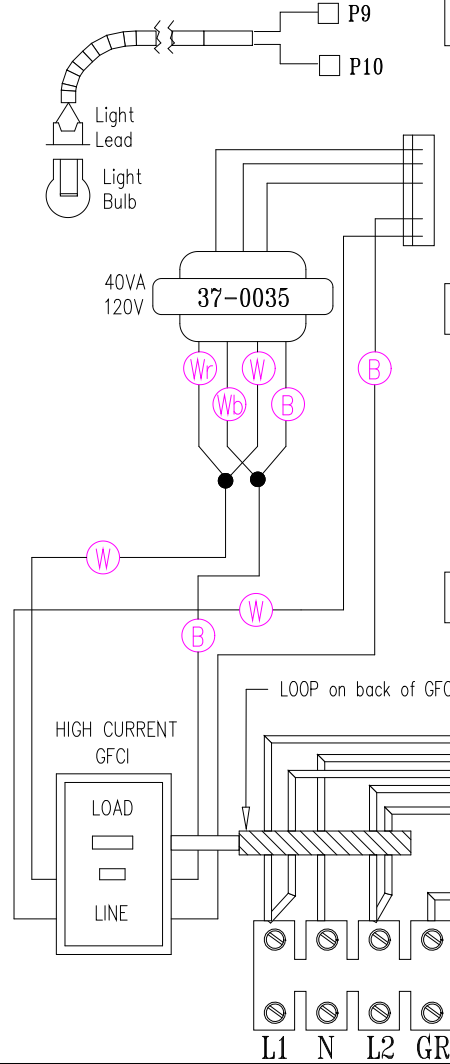 P9
P10
Light
Lead
Light
Bulb
40VA
120V
37-0035
Wr
W
B
Wb
B
W
W
B
LOOP on back of GFC
HIGH CURRENT
GFCI
LOAD
LINE
L1 N L2 GR